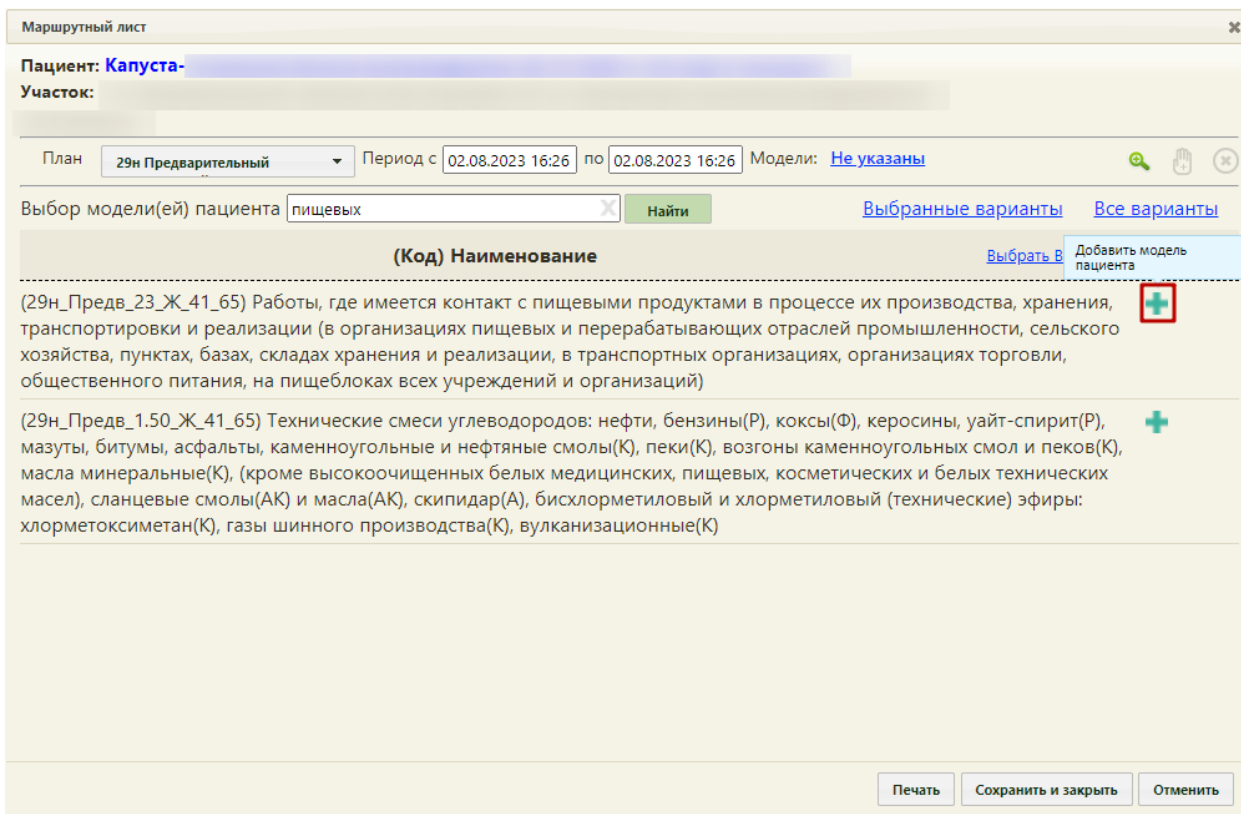 Маршрутный лист
Пациент: Капуста-
Участок:
План 29н Предварительный Период с 02.08.2023 16:26 по 02.08.2023 16:26 Модели: Не указаны
Выбор модели(ей) пациента пищевых X Найти Выбранные варианты Все варианты
(Код) Наименование Выбрать В
Добавить модель
пациента
(29н_Предв_23_Ж_41_65) Работы, где имеется контакт с пищевыми продуктами в процессе их производства, хранения,
транспортировки и реализации (в организациях пищевых и перерабатывающих отраслей промышленности, сельского
хозяйства, пунктах, базах, складах хранения и реализации, в транспортных организациях, организациях торговли,
общественного питания, на пищеблоках всех учреждений и организаций)
(29н_Предв_1.50_Ж_41_65) Технические смеси углеводородов: нефти, бензины(Р), коксы(Ф), керосины, уайт-спирит(Р),
мазуты, битумы, асфальты, каменноугольные и нефтяные смолы(К), пеки(К), возгоны каменноугольных смол и пеков(К),
масла минеральные(К), (кроме высокоочищенных белых медицинских, пищевых, косметических и белых технических
масел), сланцевые смолы(АК) и масла(АК), скипидар(А), бисхлорметиловый и хлорметиловый (технические) эфиры:
хлорметоксиметан(К), газы шинного производства(К), вулканизационные(К)
Печать Сохранить и закрыть Отменить